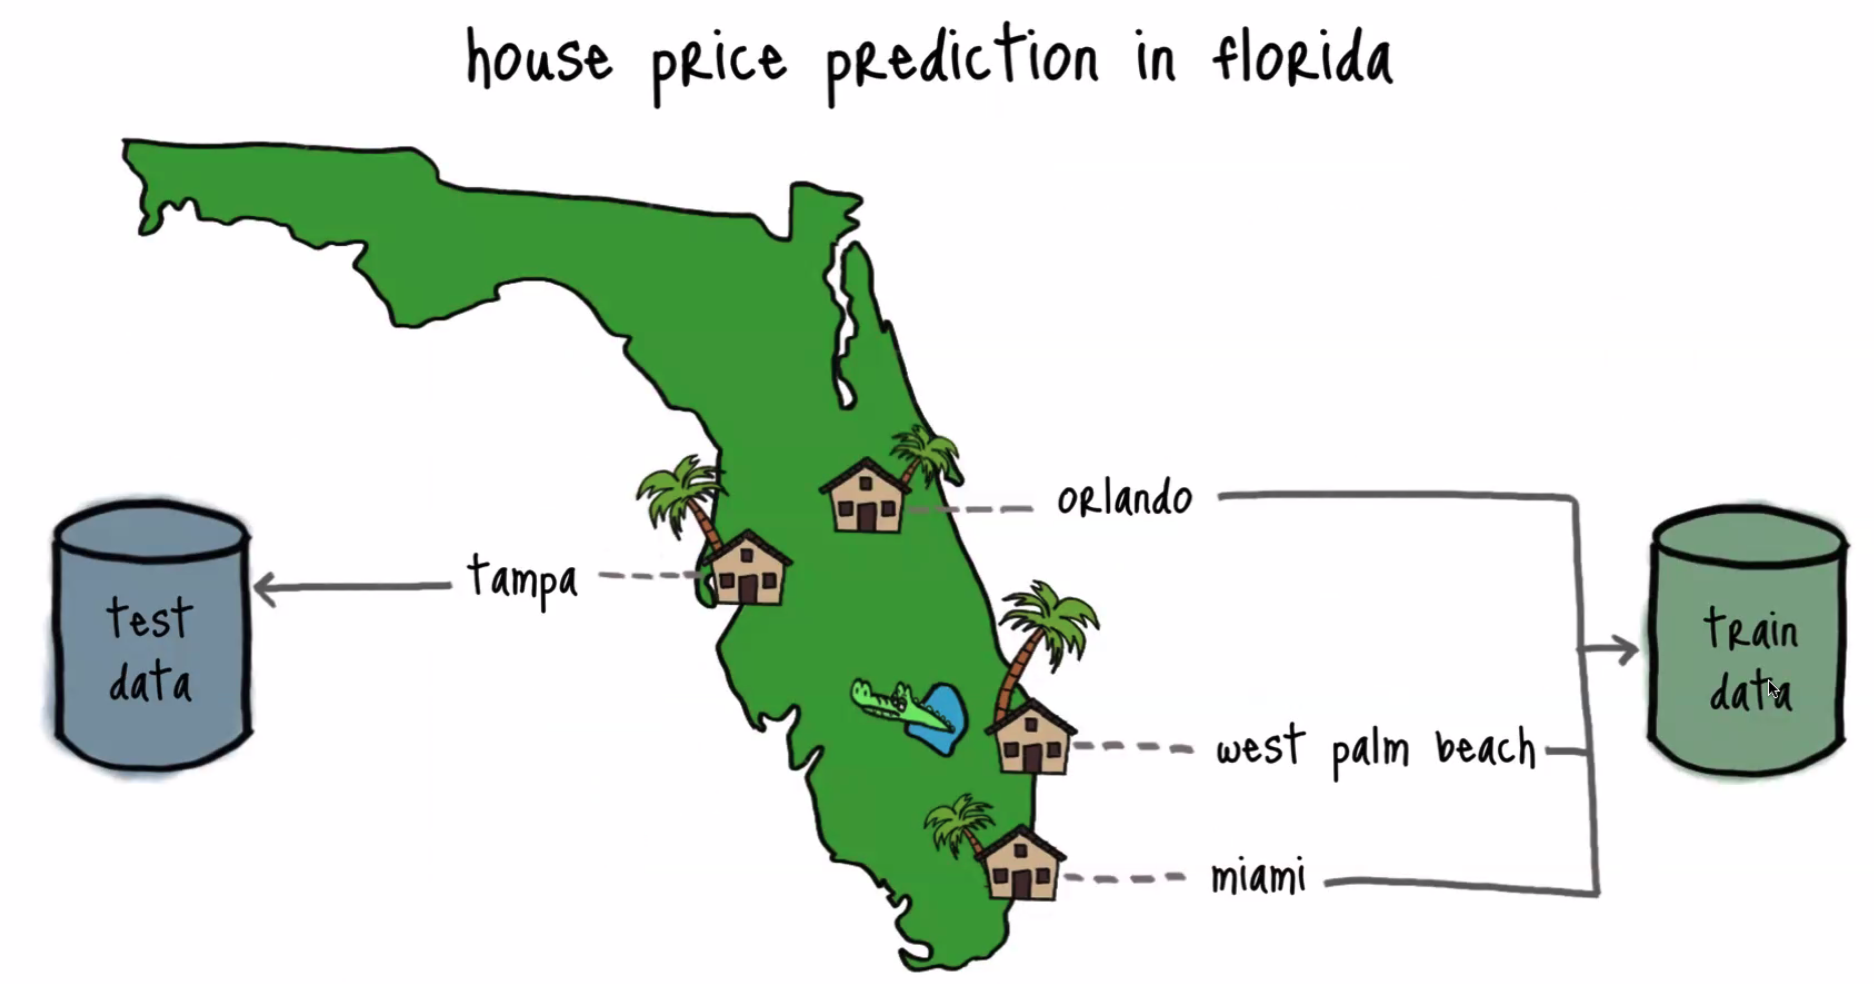 house price prediction in florida
orlando
tampa
test
data
train
data
west palm beach
miami